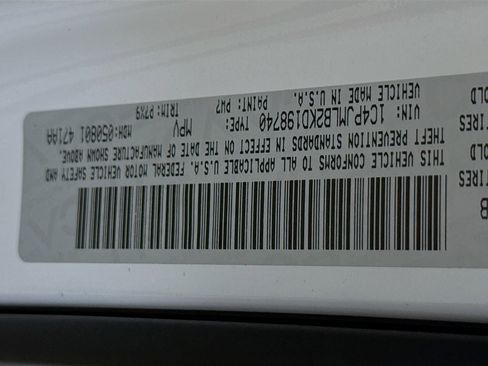 THIS VEHICLE CONFORMS TO ALL APPLICABLE U.S.A. FEDERAL MOTOR VEHICLE SAFETY AND
THEFT PREVENTION STANDARDS IN EFFECT ON THE DATE OF MANUFACTURE SHOWN ABOVE.
VIN: 1C4PJMLB2KD198740 TYPE: MPV MDH:050801 471AA
VEHICLE MADE IN U.S.A. PAINT: PW7 TRIM: P7X9